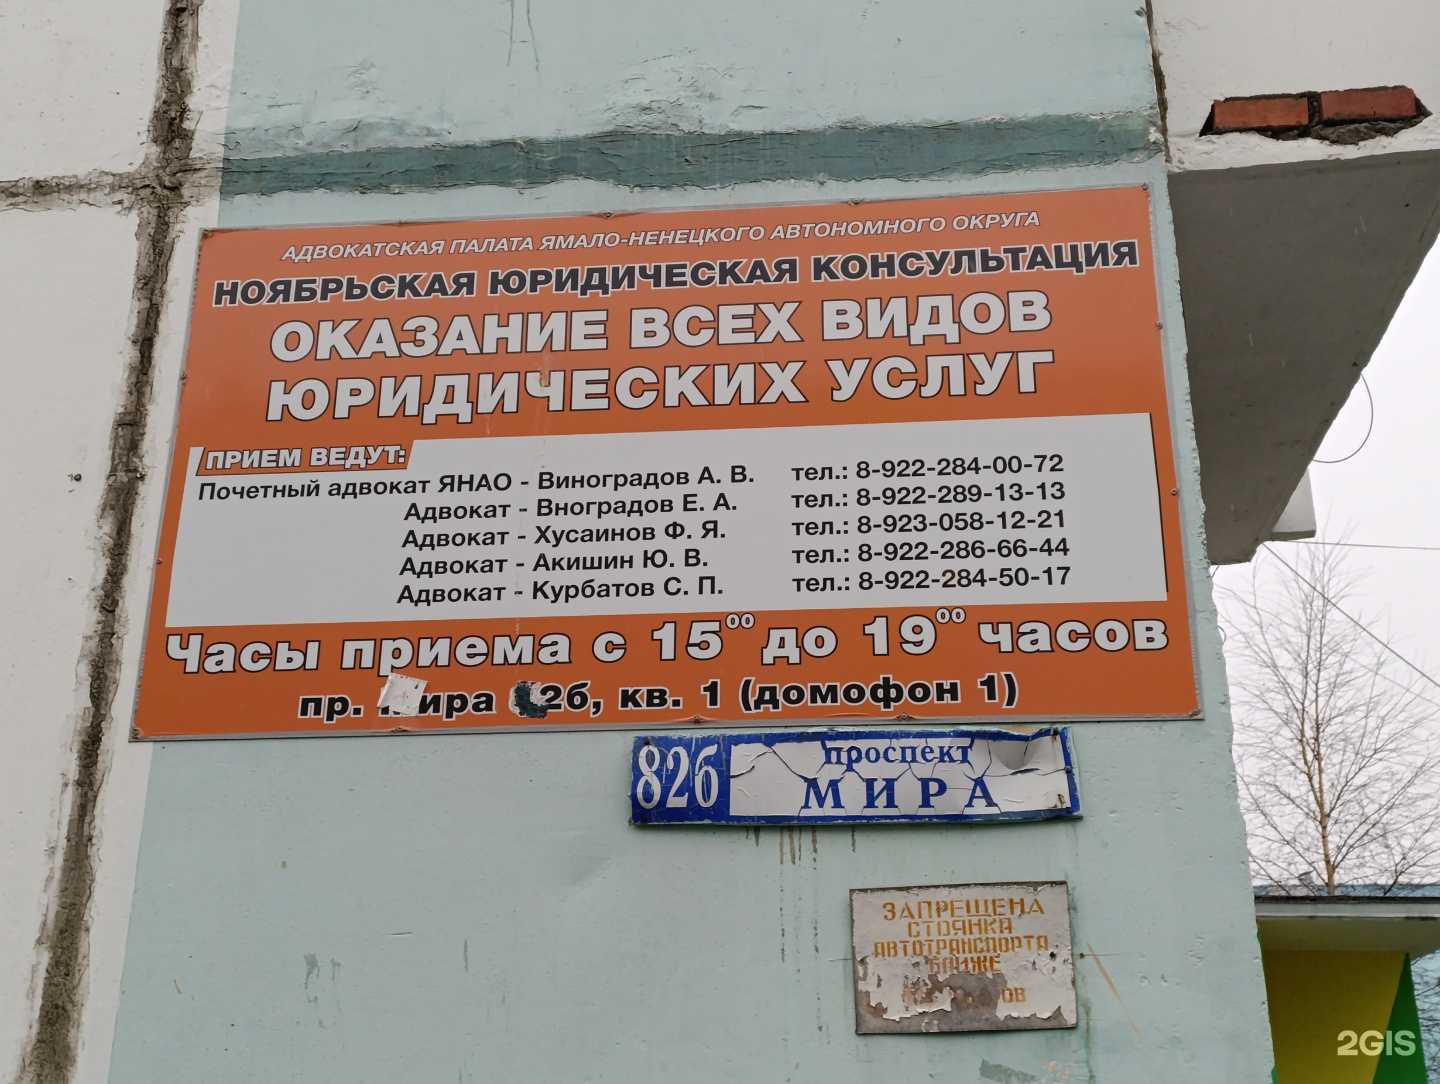 АДВОКАТСКАЯ ПАЛАТА ЯМАЛО-НЕНЕЦКОГО АВТОНОМНОГО ОКРУГА
НОЯБРЬСКАЯ ЮРИДИЧЕСКАЯ КОНСУЛЬТАЦИЯ
ОКАЗАНИЕ ВСЕХ ВИДОВ
ЮРИДИЧЕСКИХ УСЛУГ
ПРИЕМ ВЕДУТ:
Почетный адвокат ЯНАО - Виноградов А. В. тел.: 8-922-284-00-72
Адвокат - Вноградов Е. А. тел.: 8-922-289-13-13
Адвокат - Хусаинов Ф. Я. тел.: 8-923-058-12-21
Адвокат - Акишин Ю. В. тел.: 8-922-286-66-44
Адвокат - Курбатов С. П. тел.: 8-922-284-50-17
Часы приема с 15⁰⁰ до 19⁰⁰ часов
пр. Мира 82б, кв. 1 (домофон 1)
82б проспект
МИРА
ЗАПРЕЩЕНА
СТОЯНКА
АВТОТРАНСПОРТА
БЛИЖЕ
2GIS